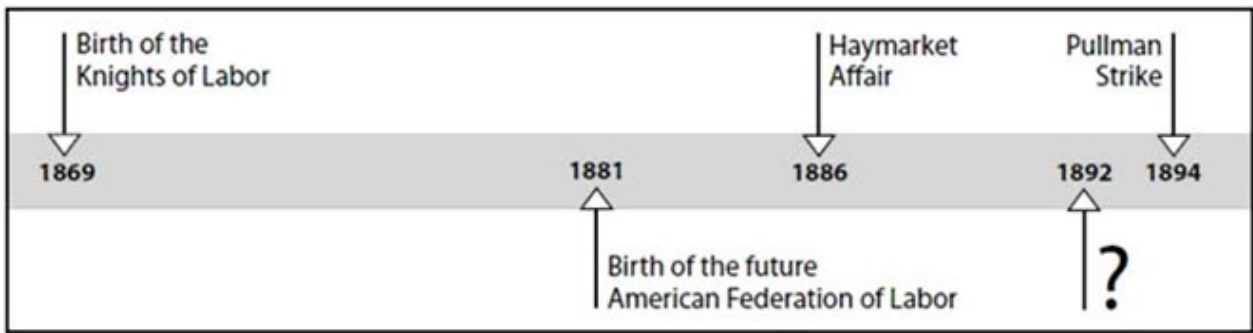 Birth of the
Knights of Labor
Haymarket
Affair
Pullman
Strike
1869
1881
1886
1892
1894
Birth of the future
American Federation of Labor
?